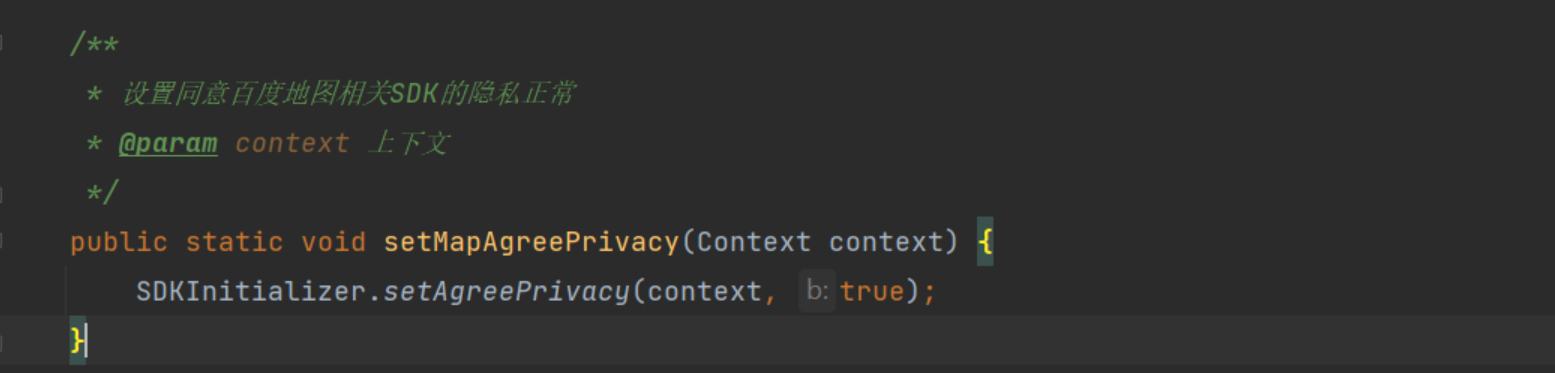 /**
* 设置同意百度地图相关SDK的隐私正常
* @param context 上下文
*/
public static void setMapAgreePrivacy(Context context) {
SDKInitializer.setAgreePrivacy(context, b: true);
}